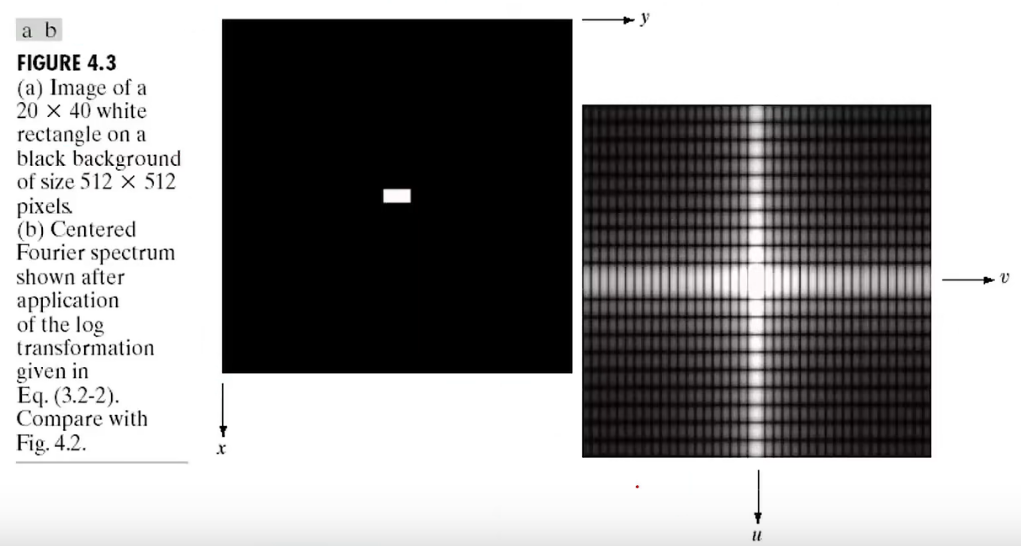 a b
FIGURE 4.3
(a) Image of a
20 × 40 white
rectangle on a
black background
of size 512 × 512
pixels.
(b) Centered
Fourier spectrum
shown after
application
of the log
transformation
given in
Eq. (3.2-2).
Compare with
Fig. 4.2.
y
x
v
u